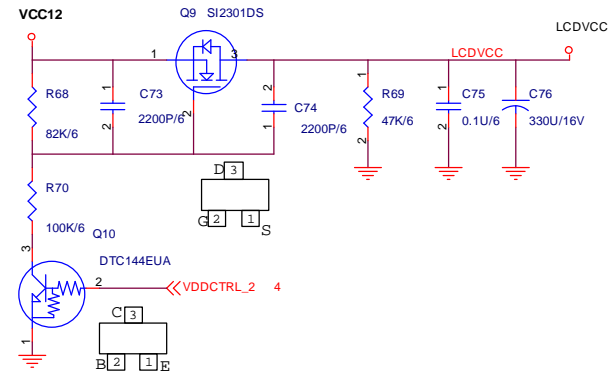 Q9 SI2301DS
VCC12
LCDVCC
1 3
LCDVCC
2
R68
82K/6
1
C73
2
2200P/6
2
C74
1
2200P/6
1
R69
2
47K/6
1
C75
2
0.1U/6
C76
330U/16V
R70
100K/6
D 3
G 2 1 S
Q10
3
DTC144EUA
2
VDDCTRL_2 4
1
C 3
B 2 1 E